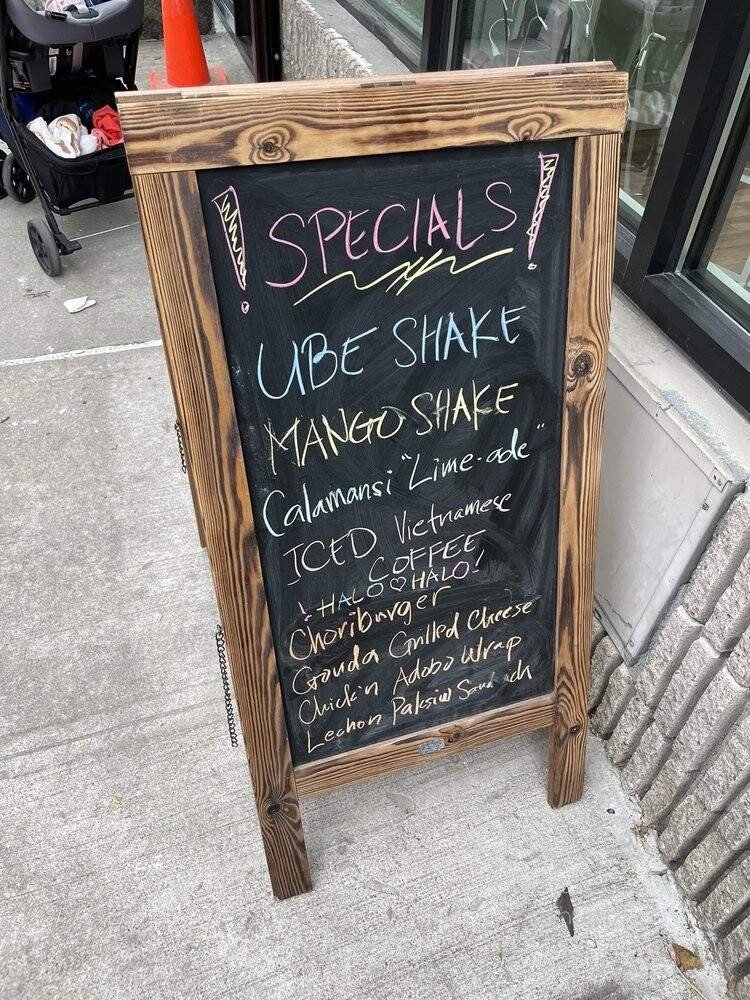 ! SPECIALS !
UBE SHAKE
MANGO SHAKE
Calamansi "Lime-ade"
ICED Vietnamese
COFFEE
! HALO ♡ HALO!
Choriburger
Gouda Grilled Cheese
Chick'n Adobo Wrap
Lechon Paksiw Sandwich